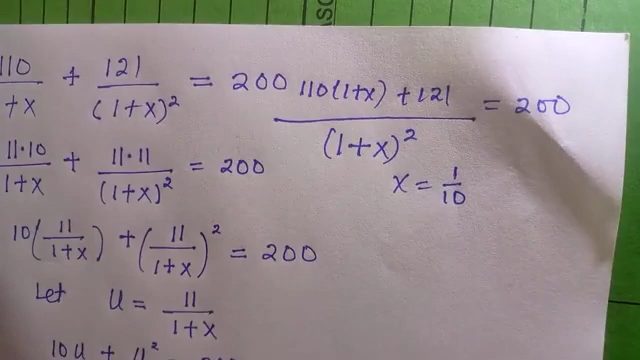 110/1+x + 121/(1+x)² = 200
11·10/1+x + 11·11/(1+x)² = 200
10(11/1+x) + (11/1+x)² = 200
Let u = 11/1+x
10u + u²
110(1+x) + 121/(1+x)² = 200
x = 1/10